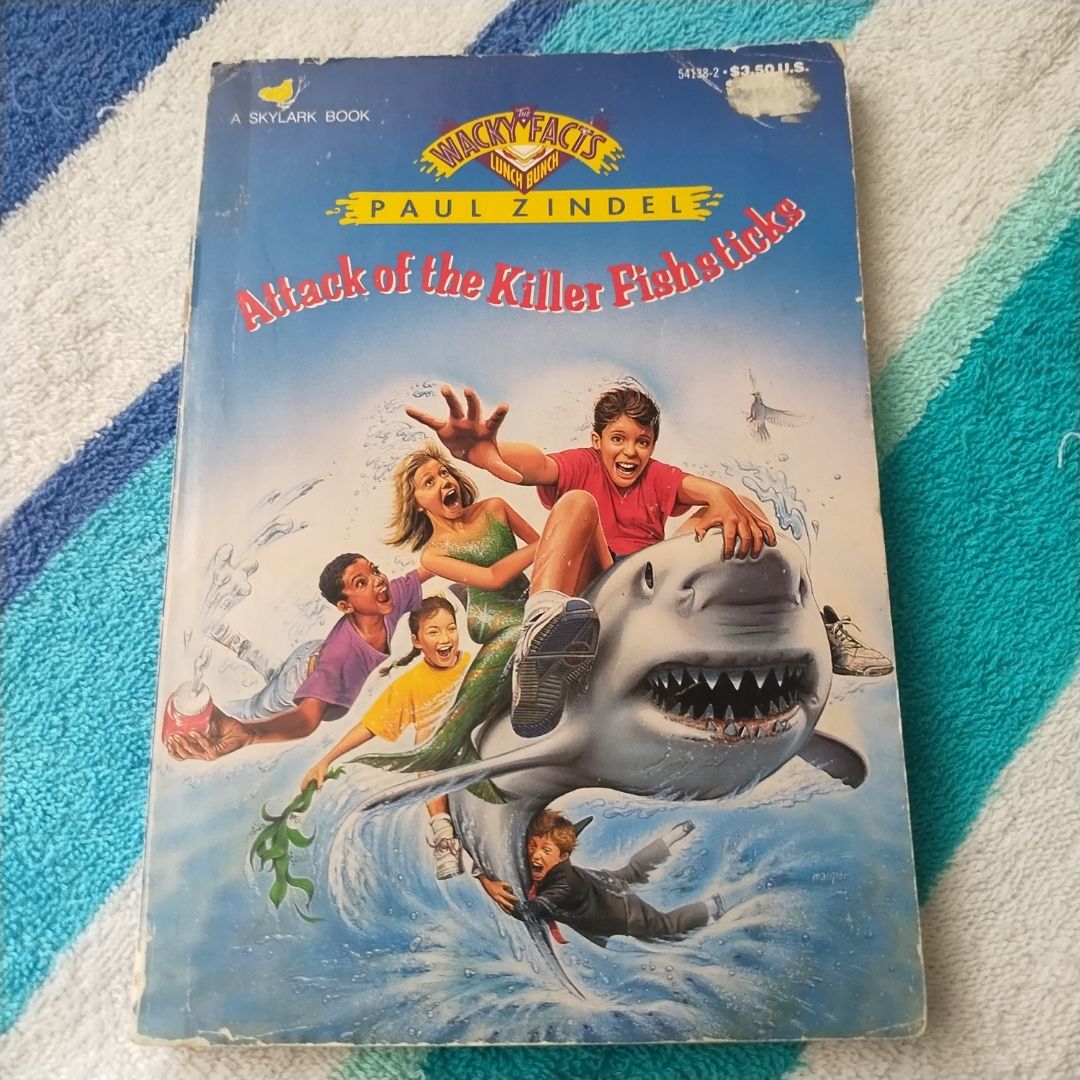 A SKYLARK BOOK
54138-2 • $3.50 U.S.
THE
WACKY FACTS
LUNCH BUNCH
PAUL ZINDEL
Attack of the Killer Fishsticks